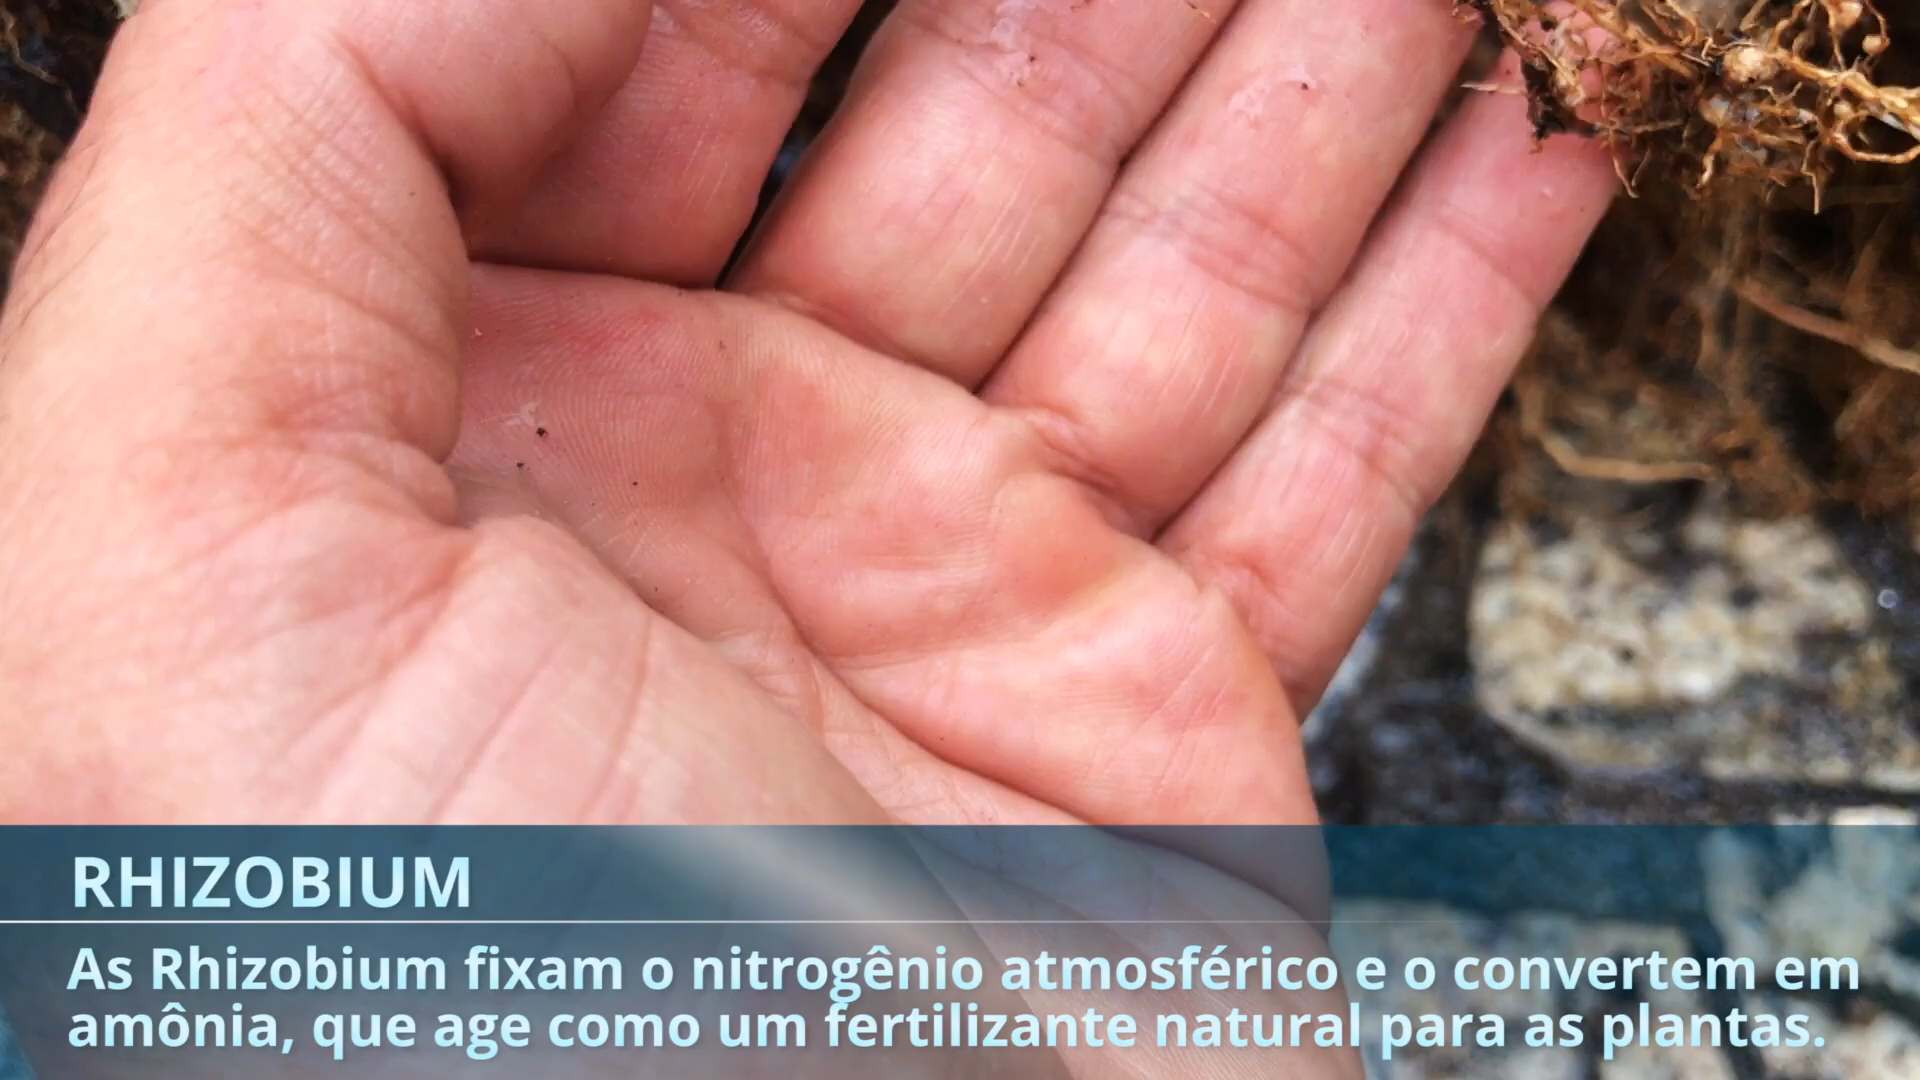 RHIZOBIUM
As Rhizobium fixam o nitrogênio atmosférico e o convertem em
amônia, que age como um fertilizante natural para as plantas.